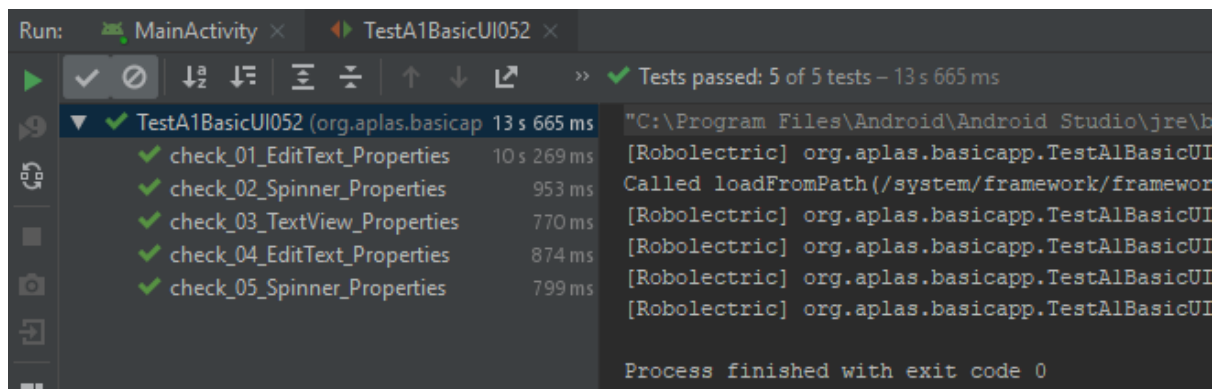 Run: MainActivity TestA1BasicUI052
Tests passed: 5 of 5 tests – 13 s 665 ms
TestA1BasicUI052 (org.aplas.basicap 13 s 665 ms
check_01_EditText_Properties 10 s 269 ms
check_02_Spinner_Properties 953 ms
check_03_TextView_Properties 770 ms
check_04_EditText_Properties 874 ms
check_05_Spinner_Properties 799 ms
"C:\Program Files\Android\Android Studio\jre\b
[Robolectric] org.aplas.basicapp.TestA1BasicUI
Called loadFromPath(/system/framework/framewor
[Robolectric] org.aplas.basicapp.TestA1BasicUI
[Robolectric] org.aplas.basicapp.TestA1BasicUI
[Robolectric] org.aplas.basicapp.TestA1BasicUI
[Robolectric] org.aplas.basicapp.TestA1BasicUI
Process finished with exit code 0